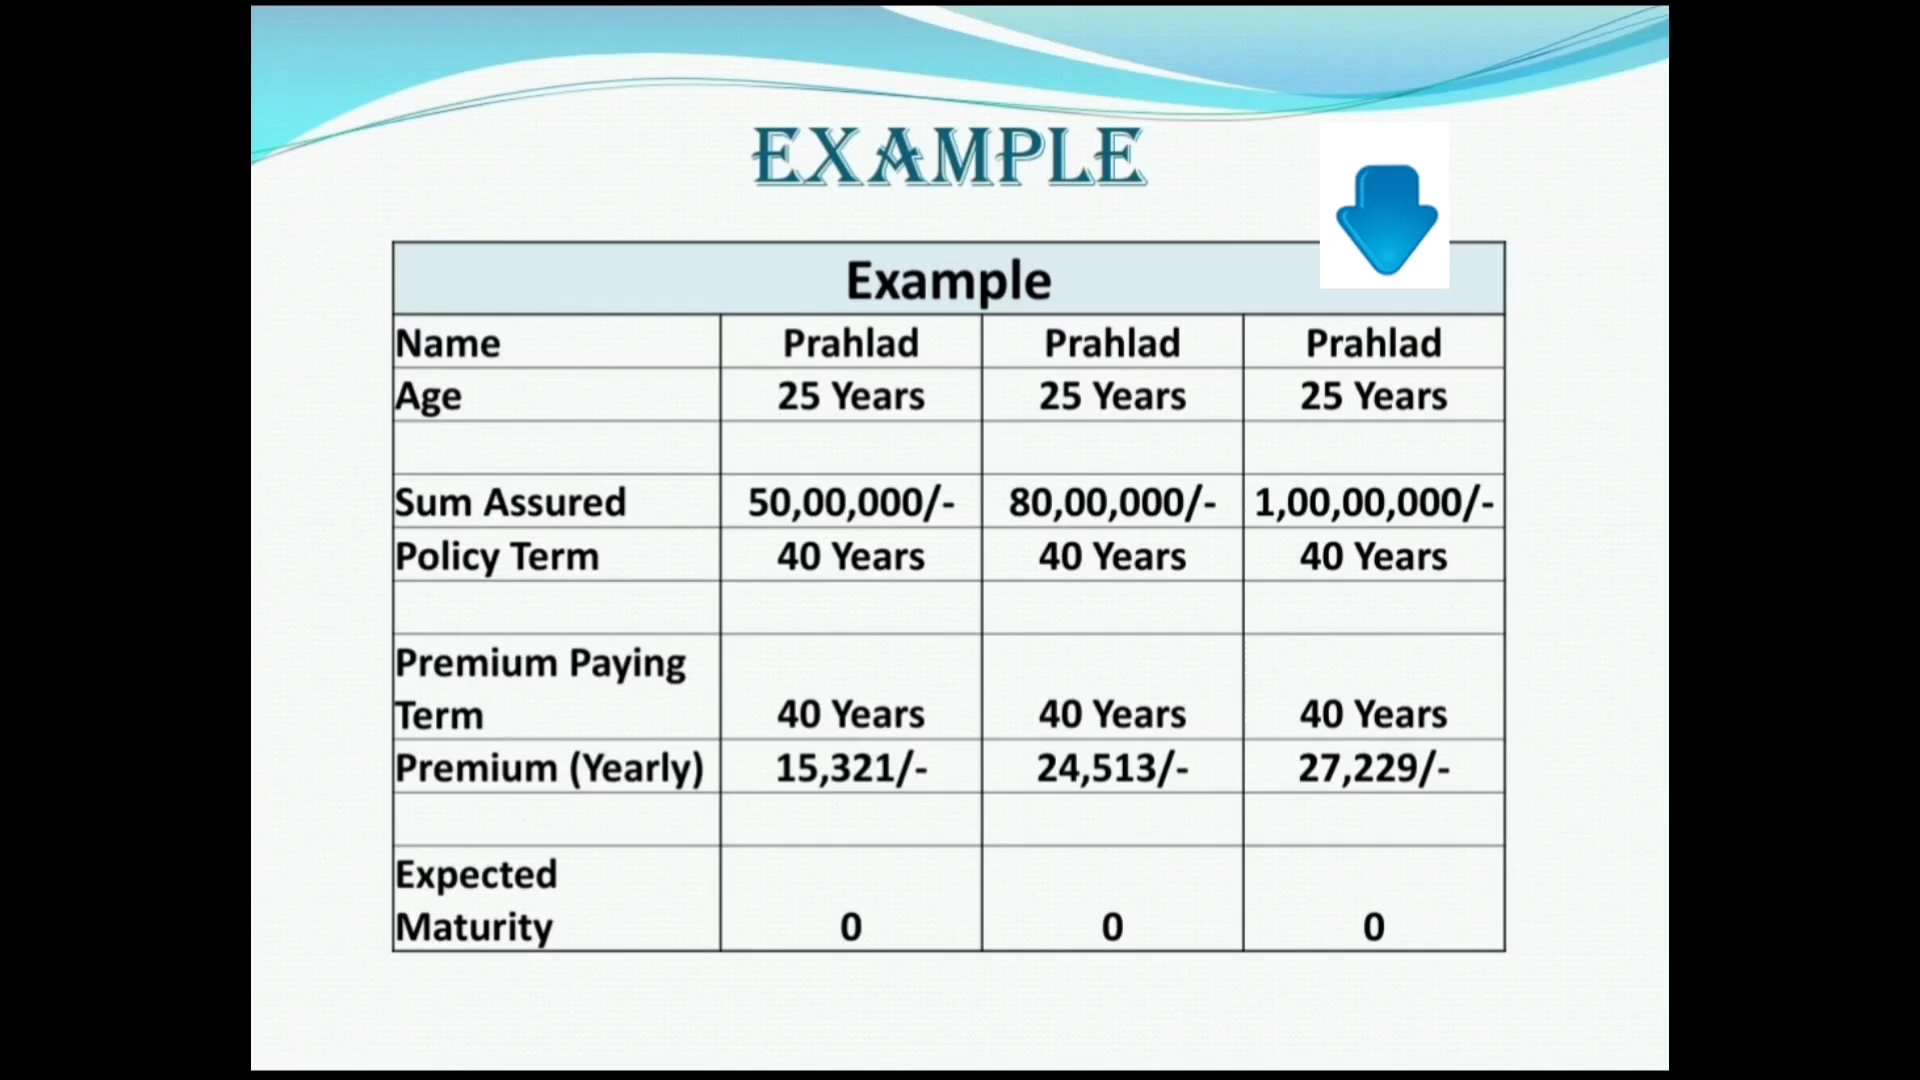 EXAMPLE
Example
Name Prahlad Prahlad Prahlad
Age 25 Years 25 Years 25 Years
Sum Assured 50,00,000/- 80,00,000/- 1,00,00,000/-
Policy Term 40 Years 40 Years 40 Years
Premium Paying
Term 40 Years 40 Years 40 Years
Premium (Yearly) 15,321/- 24,513/- 27,229/-
Expected
Maturity 0 0 0